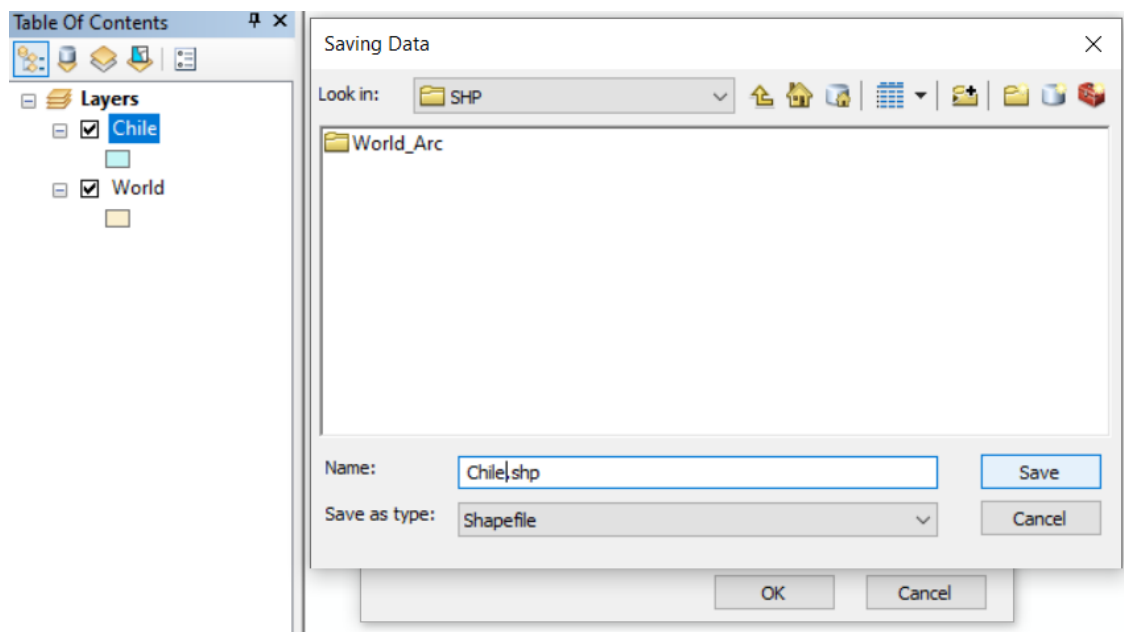 Table Of Contents
Layers
Chile
World
Saving Data
Look in: SHP
World_Arc
Name: Chile.shp Save
Save as type: Shapefile Cancel
OK Cancel